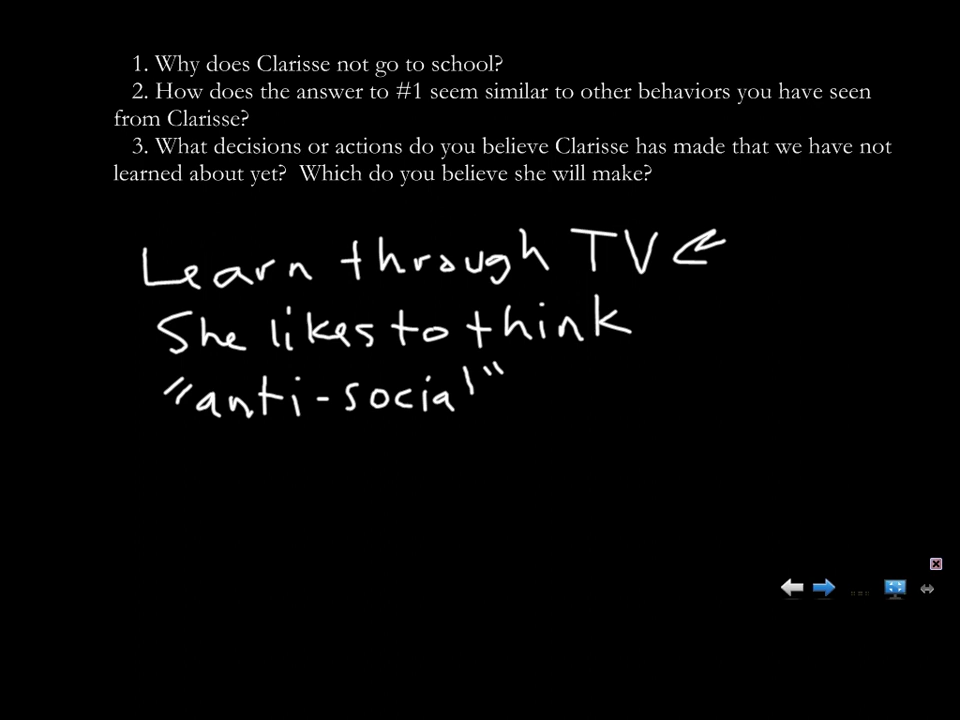 1. Why does Clarisse not go to school?
2. How does the answer to #1 seem similar to other behaviors you have seen
from Clarisse?
3. What decisions or actions do you believe Clarisse has made that we have not
learned about yet? Which do you believe she will make?
Learn through TV
She likes to think
"anti-social"